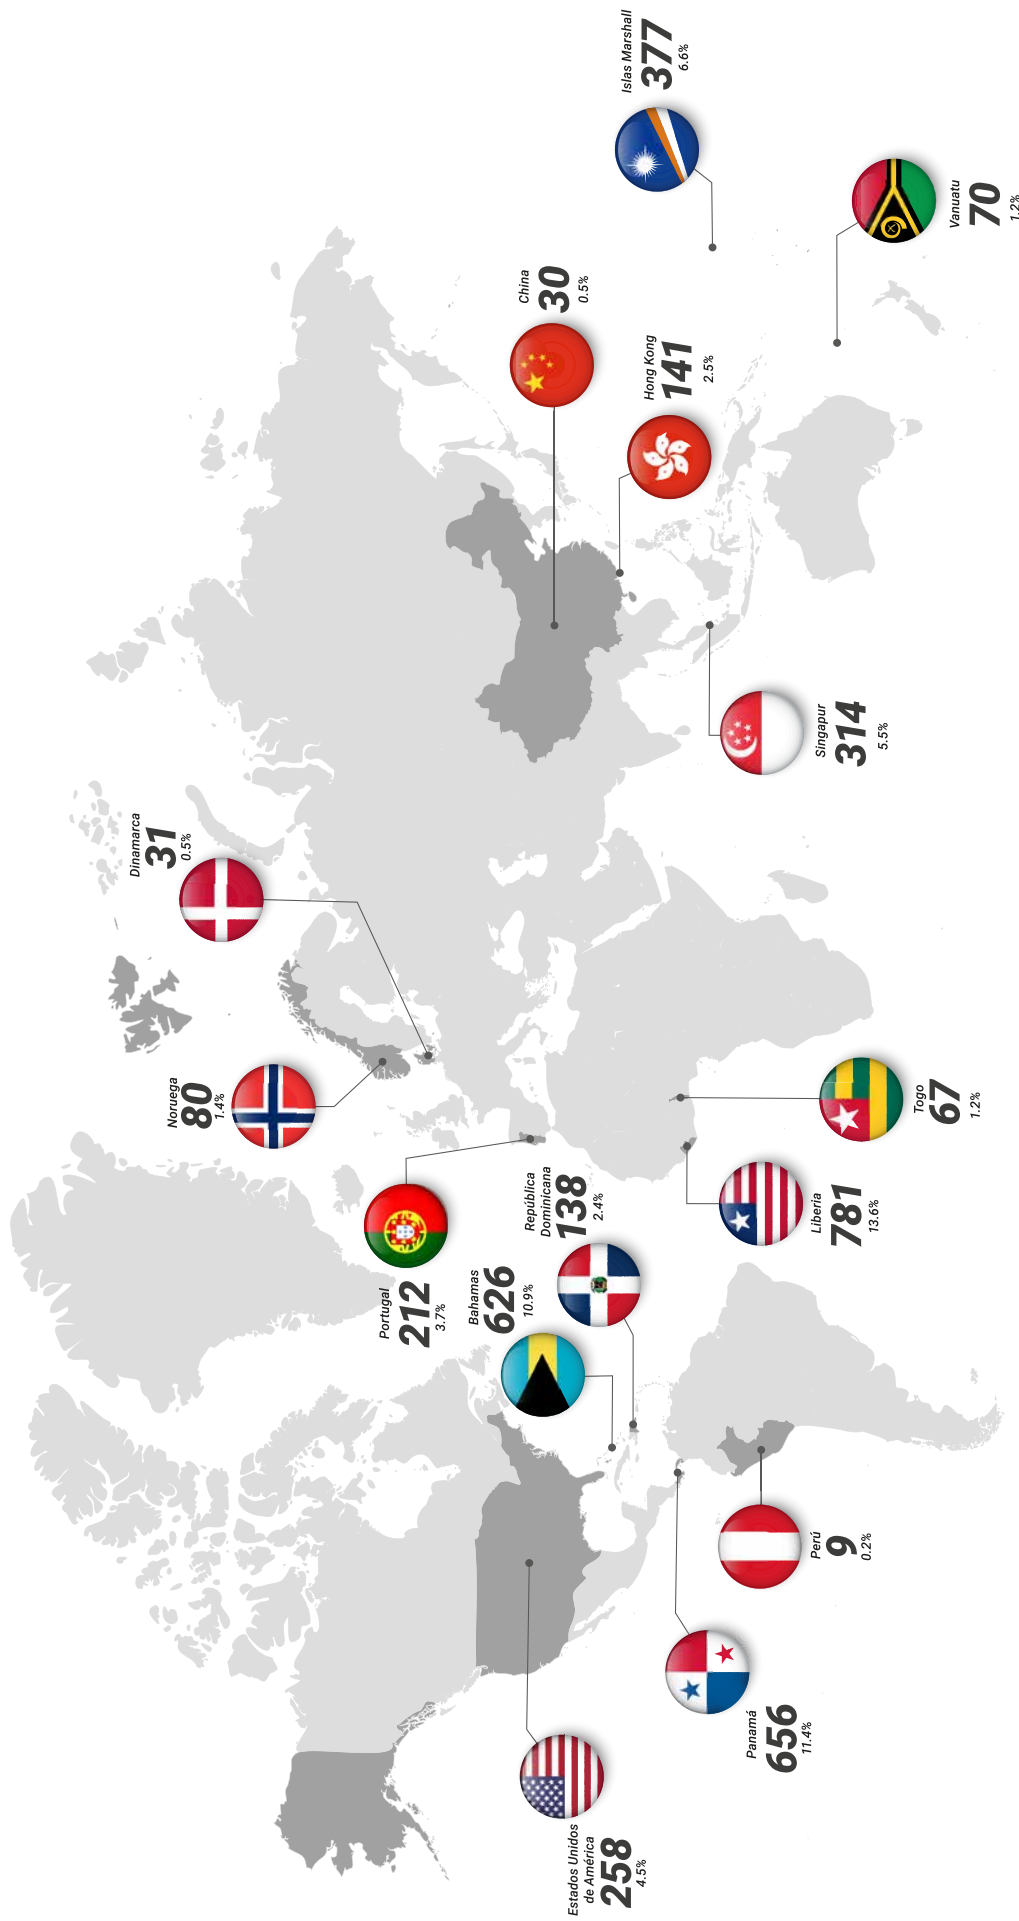 Islas Marshall
377
6.6%
Vanuatu
70
1.2%
China
30
0.5%
Hong Kong
141
2.5%
Singapur
314
5.5%
Dinamarca
31
0.5%
Noruega
80
1.4%
Togo
67
1.2%
Liberia
781
13.6%
República
Dominicana
138
2.4%
Portugal
212
3.7%
Bahamas
626
10.9%
Perú
9
0.2%
Panamá
656
11.4%
Estados Unidos
de América
258
4.5%